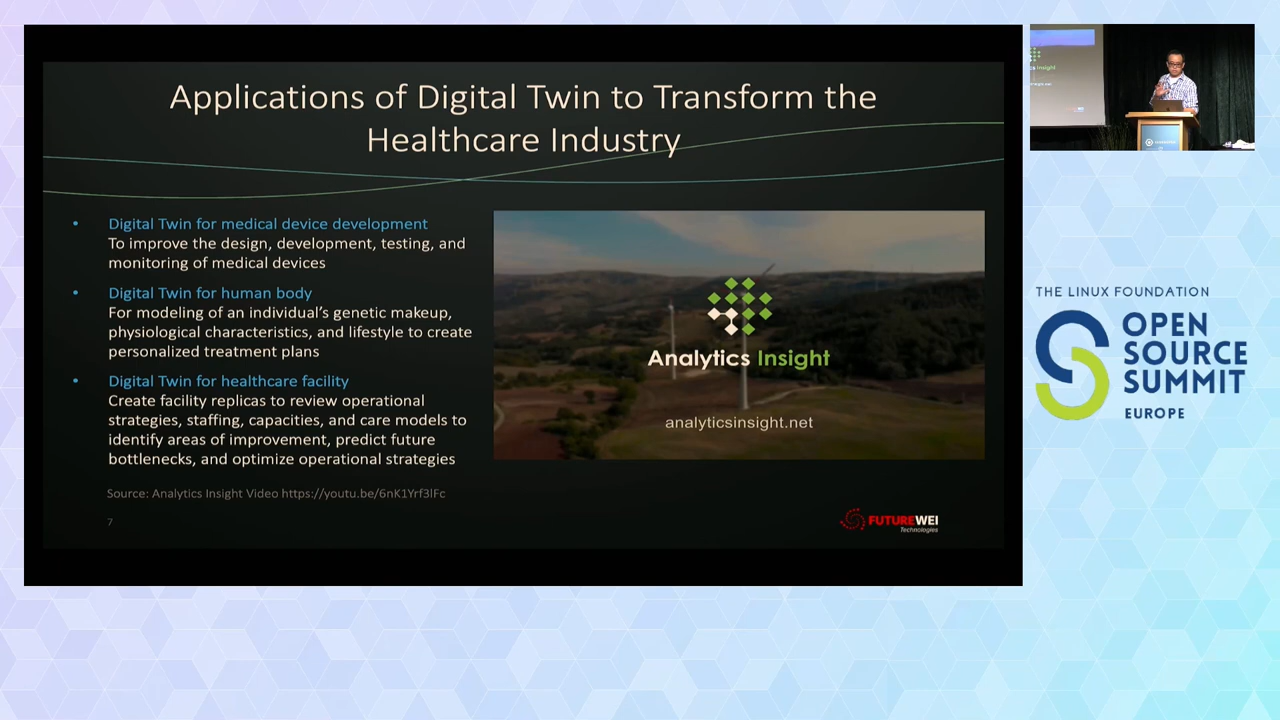 Applications of Digital Twin to Transform the
Healthcare Industry
• Digital Twin for medical device development
To improve the design, development, testing, and
monitoring of medical devices
• Digital Twin for human body
For modeling of an individual's genetic makeup,
physiological characteristics, and lifestyle to create
personalized treatment plans
• Digital Twin for healthcare facility
Create facility replicas to review operational
strategies, staffing, capacities, and care models to
identify areas of improvement, predict future
bottlenecks, and optimize operational strategies
Source: Analytics Insight Video https://youtu.be/6nK1Yrf3lFc
7
Analytics Insight
analyticsinsight.net
FUTUREWEI
Technologies
THE LINUX FOUNDATION
OPEN
SOURCE
SUMMIT
EUROPE